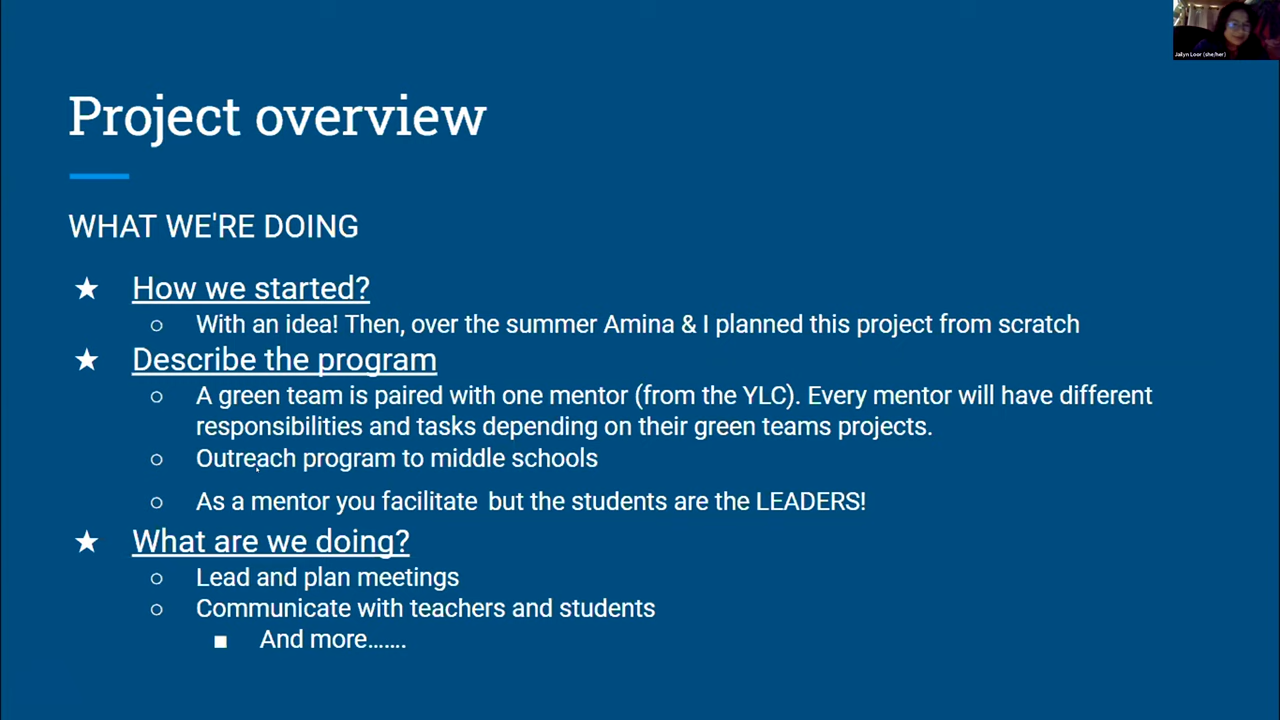 Jailyn Loor (she/her)
Project overview
WHAT WE'RE DOING
★ How we started?
○ With an idea! Then, over the summer Amina & I planned this project from scratch
★ Describe the program
○ A green team is paired with one mentor (from the YLC). Every mentor will have different
responsibilities and tasks depending on their green teams projects.
○ Outreach program to middle schools
○ As a mentor you facilitate but the students are the LEADERS!
★ What are we doing?
○ Lead and plan meetings
○ Communicate with teachers and students
■ And more.......